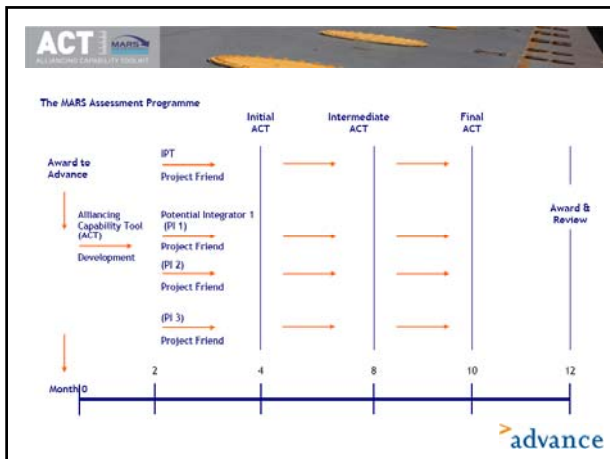 ACT
MARS
ALLIANCING CAPABILITY TOOLKIT
The MARS Assessment Programme
Initial
ACT
Intermediate
ACT
Final
ACT
Award to
Advance
IPT
Project Friend
Award &
Review
Alliancing
Capability Tool
(ACT)
Development
Potential Integrator 1
(PI 1)
Project Friend
(PI 2)
Project Friend
(PI 3)
Project Friend
Month 0
2
4
8
10
12
>advance